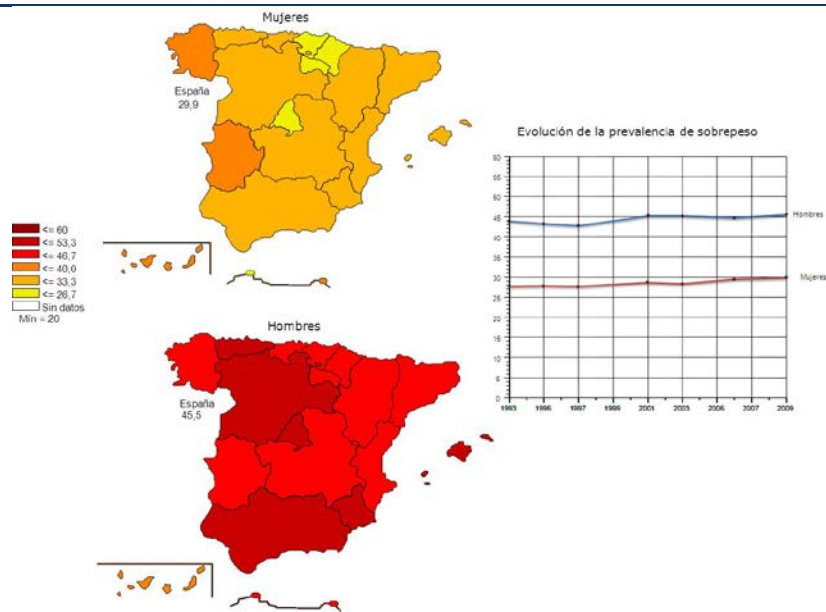 Mujeres
España
29,9
<= 60
<= 53,3
<= 46,7
<= 40,0
<= 33,3
<= 26,7
Sin datos
Mín = 20
Hombres
España
45,5
Evolución de la prevalencia de sobrepeso
60
55
50
45
40
35
30
25
20
15
10
5
0
1993 1995 1997 1999 2001 2003 2006 2007 2009
Hombres
Mujeres